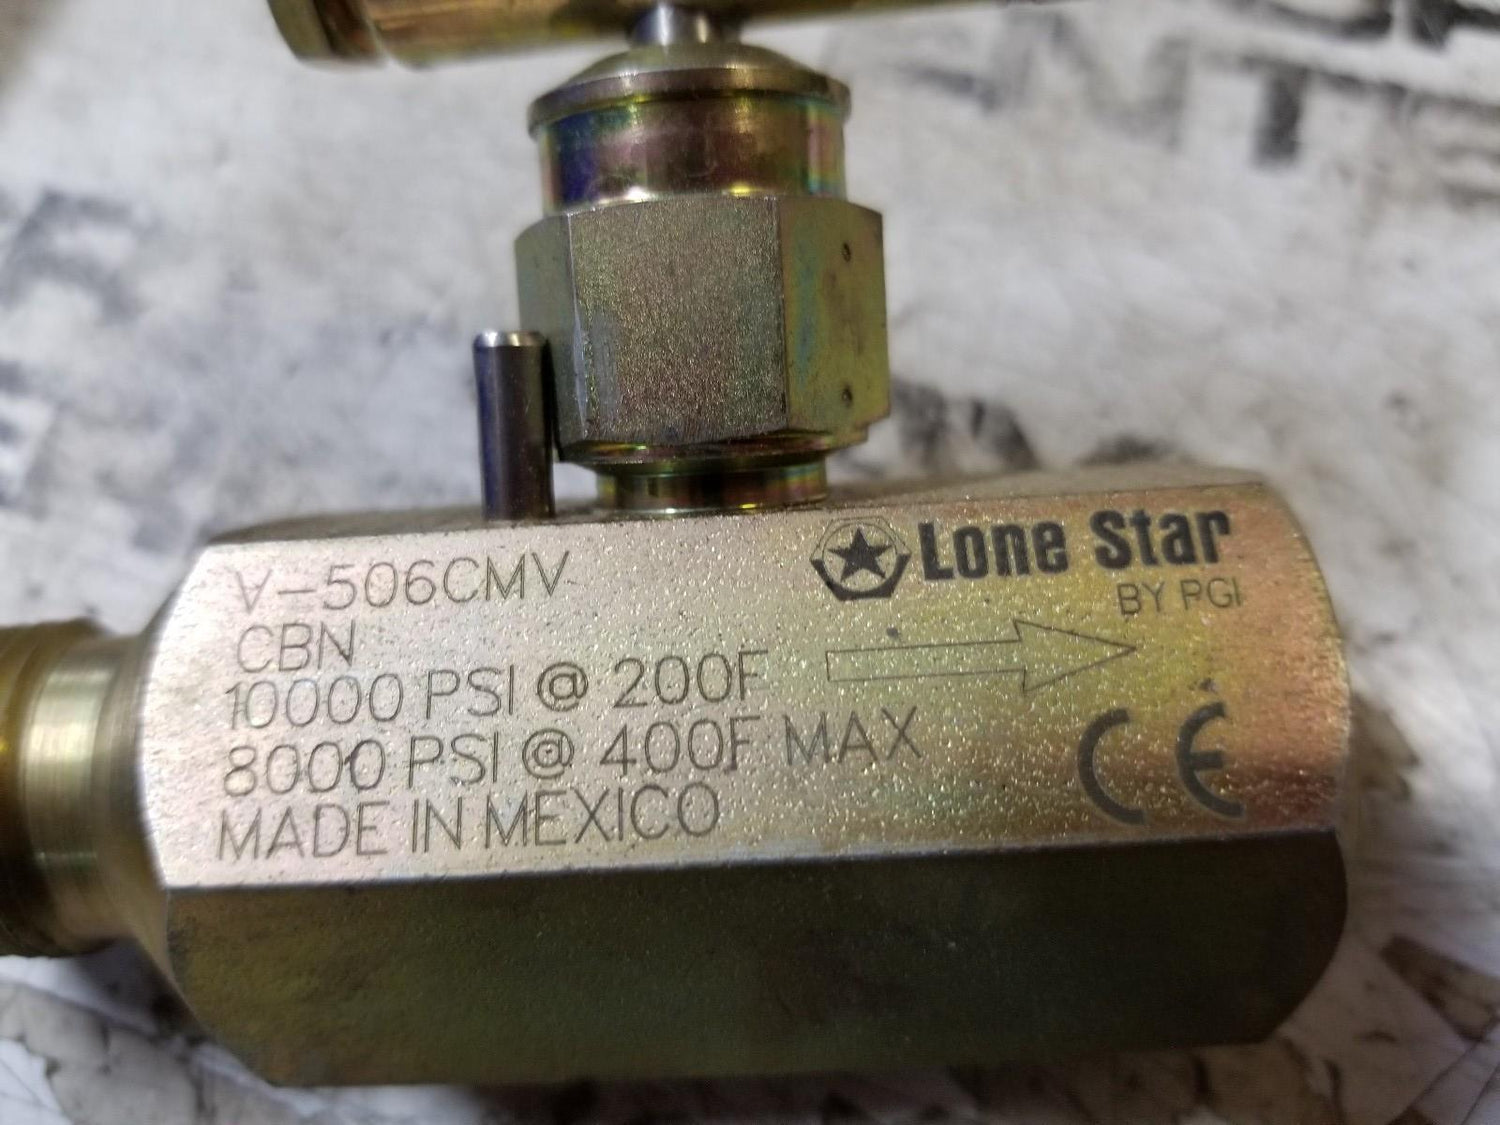 V-506CMV
CBN
10000 PSI @ 200F
8000 PSI @ 400F MAX
MADE IN MEXICO
Lone Star
BY PGI
CE